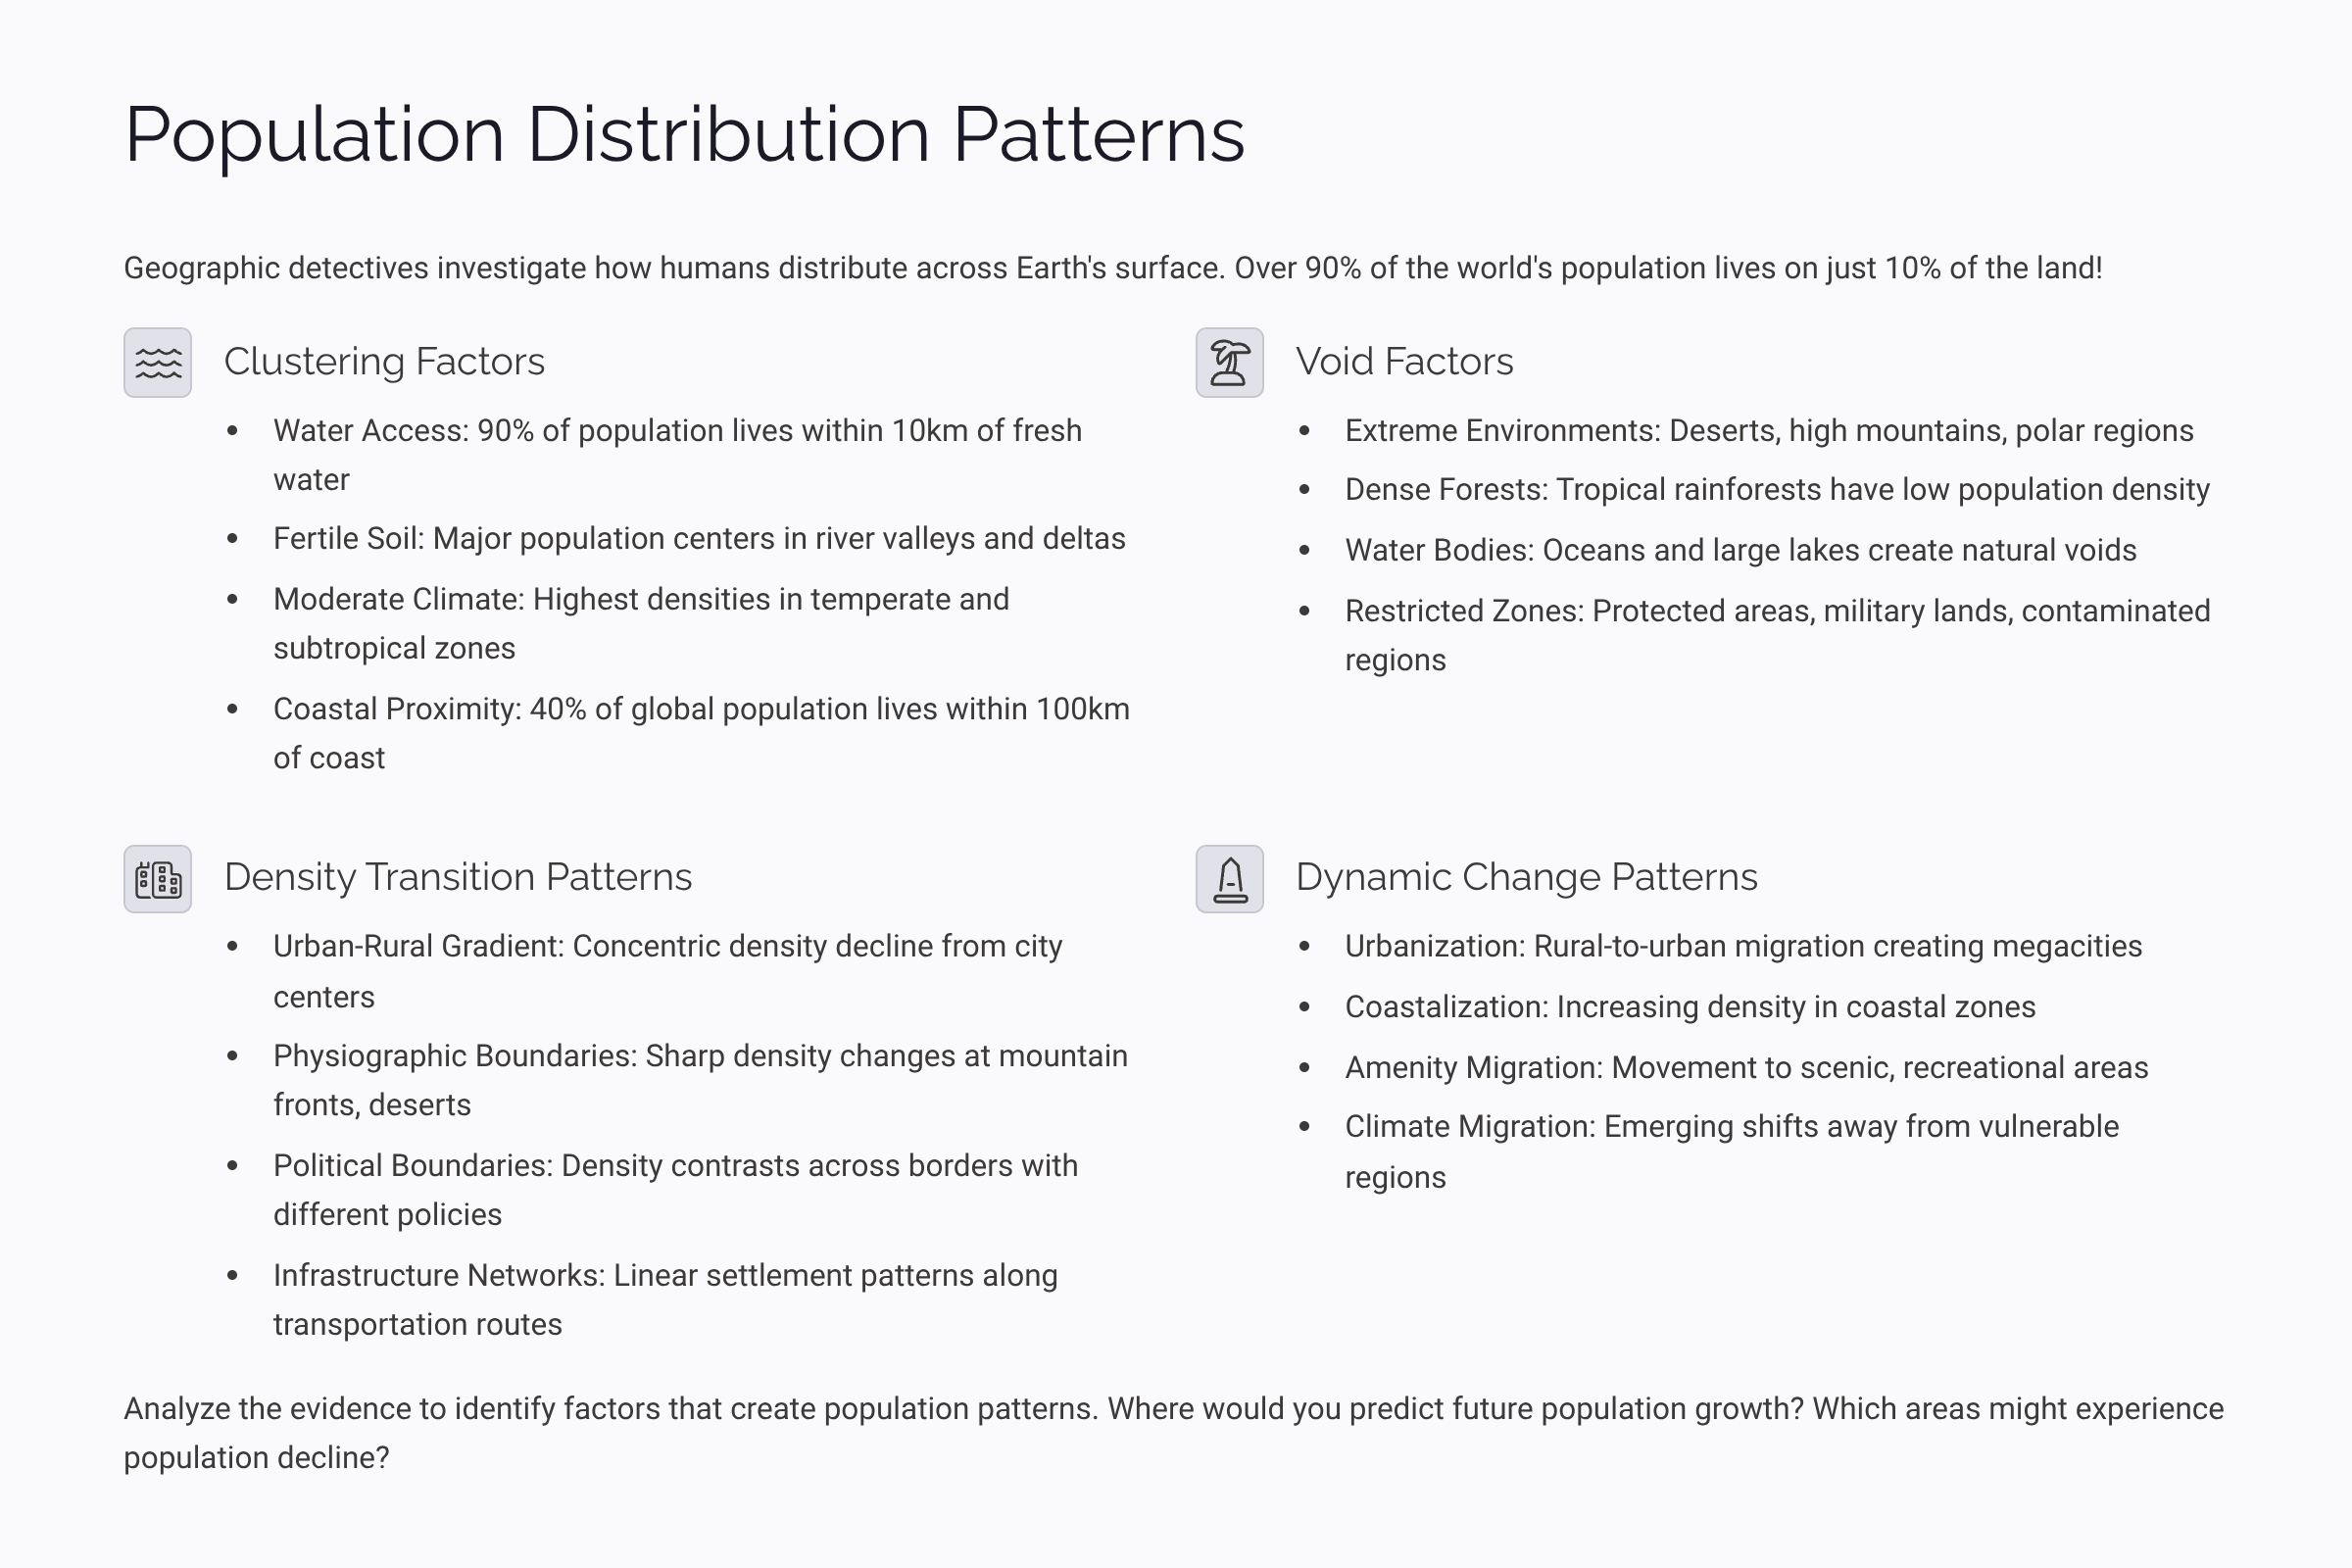 Population Distribution Patterns
Geographic detectives investigate how humans distribute across Earth's surface. Over 90% of the world's population lives on just 10% of the land!
Clustering Factors
• Water Access: 90% of population lives within 10km of fresh
water
• Fertile Soil: Major population centers in river valleys and deltas
• Moderate Climate: Highest densities in temperate and
subtropical zones
• Coastal Proximity: 40% of global population lives within 100km
of coast
Void Factors
• Extreme Environments: Deserts, high mountains, polar regions
• Dense Forests: Tropical rainforests have low population density
• Water Bodies: Oceans and large lakes create natural voids
• Restricted Zones: Protected areas, military lands, contaminated
regions
Density Transition Patterns
• Urban-Rural Gradient: Concentric density decline from city
centers
• Physiographic Boundaries: Sharp density changes at mountain
fronts, deserts
• Political Boundaries: Density contrasts across borders with
different policies
• Infrastructure Networks: Linear settlement patterns along
transportation routes
Dynamic Change Patterns
• Urbanization: Rural-to-urban migration creating megacities
• Coastalization: Increasing density in coastal zones
• Amenity Migration: Movement to scenic, recreational areas
• Climate Migration: Emerging shifts away from vulnerable
regions
Analyze the evidence to identify factors that create population patterns. Where would you predict future population growth? Which areas might experience
population decline?